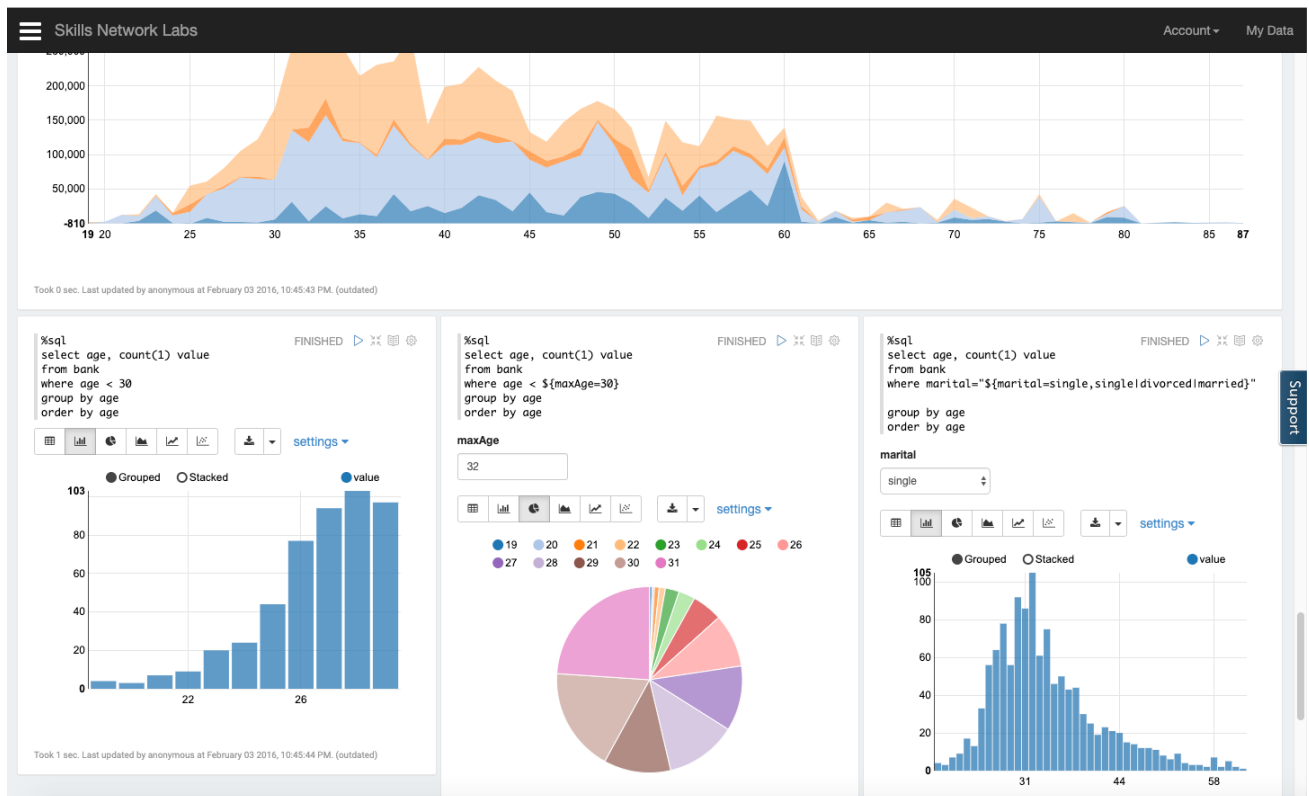 Skills Network Labs
Account
My Data
200,000
150,000
100,000
50,000
-810
19 20 25 30 35 40 45 50 55 60 65 70 75 80 85 87
Took 0 sec. Last updated by anonymous at February 03 2016, 10:45:43 PM. (outdated)
%sql
select age, count(1) value
from bank
where age < 30
group by age
order by age
FINISHED
settings
Grouped Stacked value
103
80
60
40
20
0
22 26
Took 1 sec. Last updated by anonymous at February 03 2016, 10:45:44 PM. (outdated)
%sql
select age, count(1) value
from bank
where age < ${maxAge=30}
group by age
order by age
FINISHED
maxAge
32
settings
19 20 21 22 23 24 25 26
27 28 29 30 31
%sql
select age, count(1) value
from bank
where marital="${marital=single,single|divorced|married}"
group by age
order by age
FINISHED
marital
single
settings
Grouped Stacked value
105
100
80
60
40
20
0
31 44 58
Support